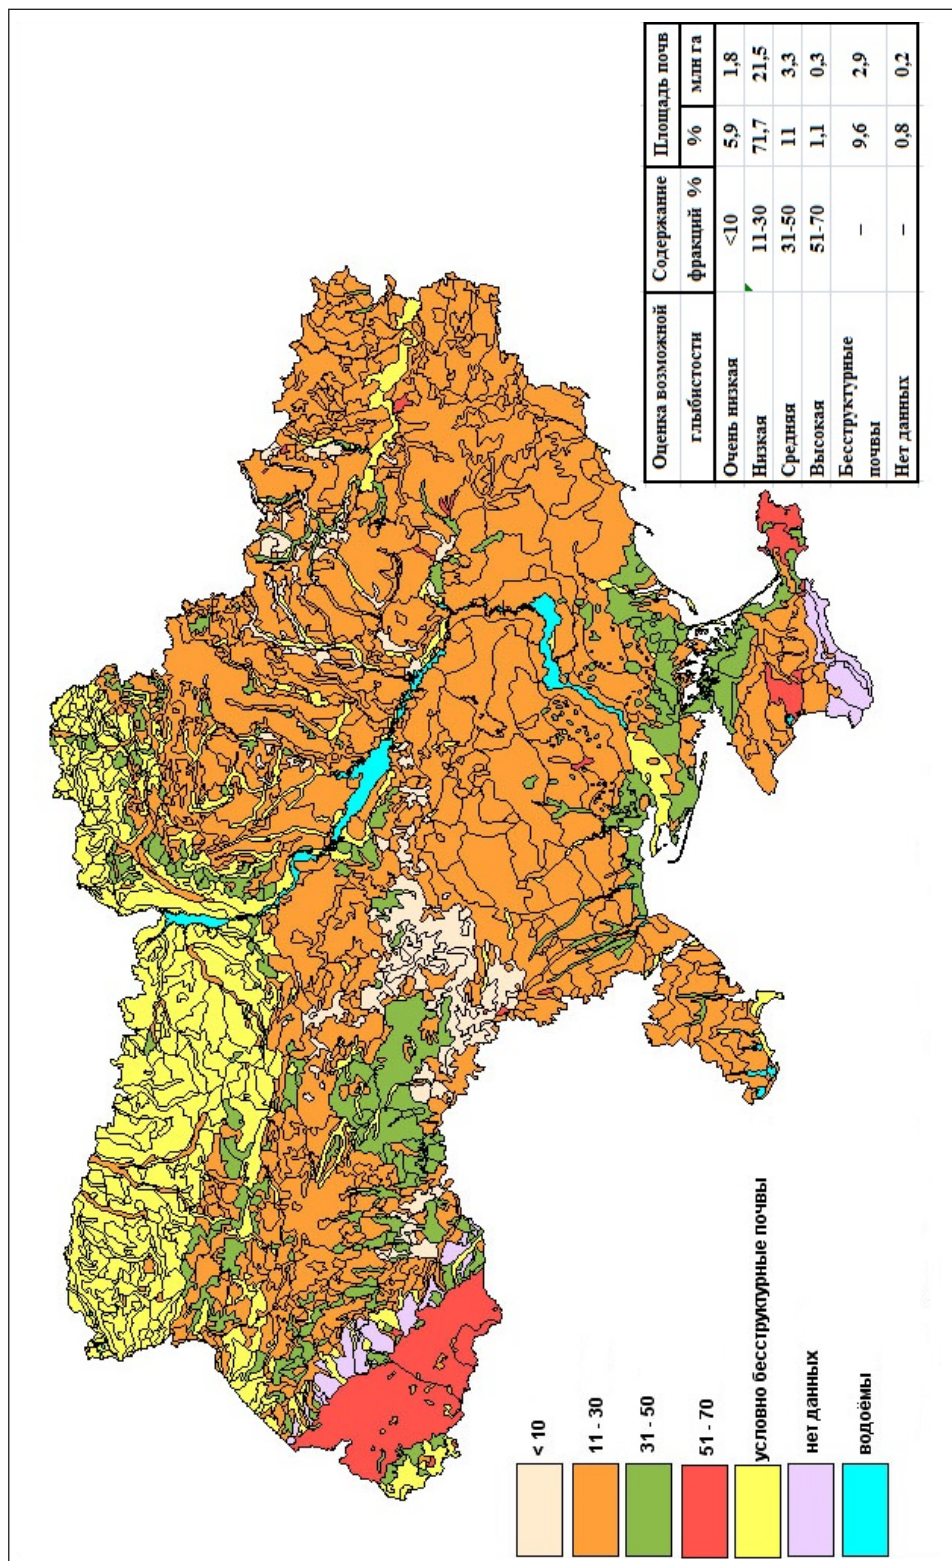 Оценка возможной Содержание Площадь почв
глыбистости фракций % % млн га
Очень низкая <10 5,9 1,8
Низкая 11-30 71,7 21,5
Средняя 31-50 11 3,3
Высокая 51-70 1,1 0,3
Бесструктурные
почвы – 9,6 2,9
Нет данных – 0,8 0,2
< 10
11 - 30
31 - 50
51 - 70
условно бесструктурные почвы
нет данных
водоёмы